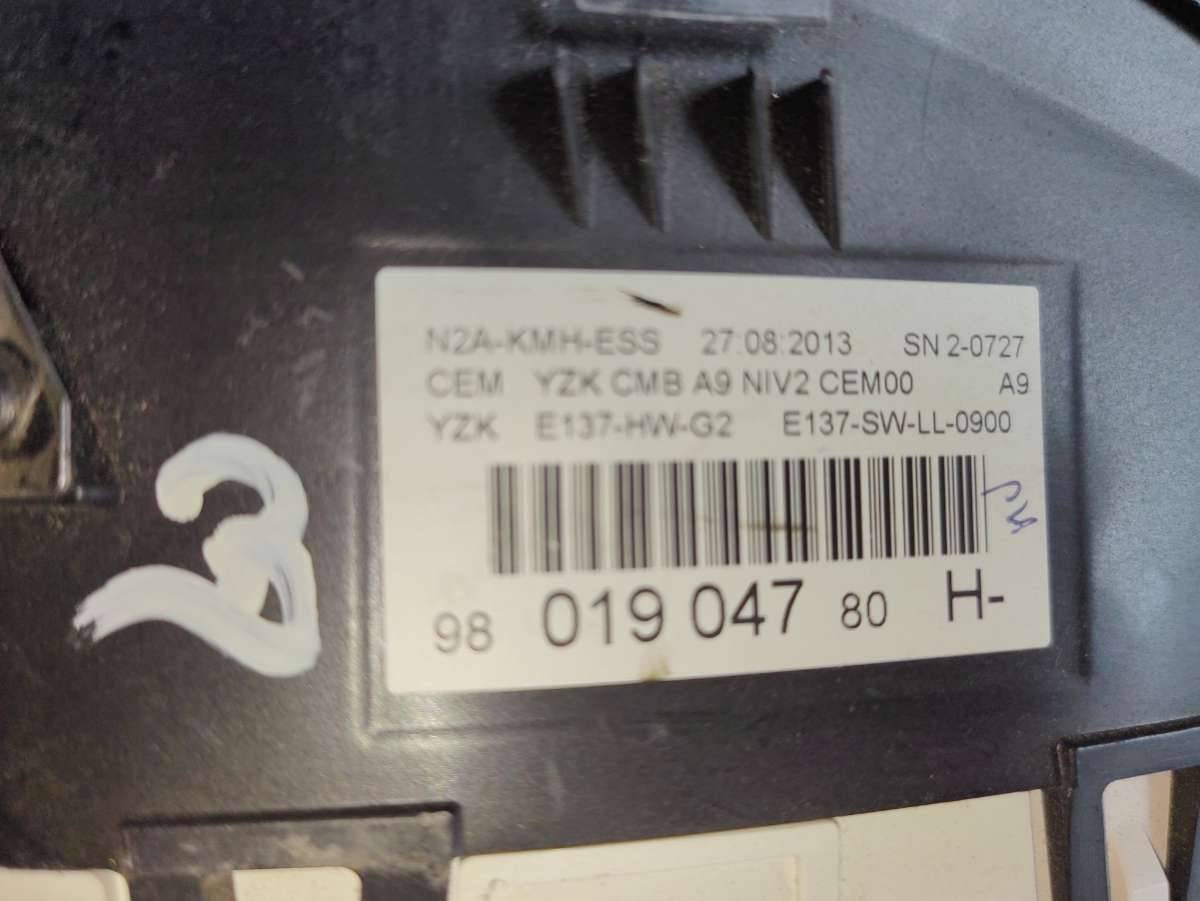 N2A-KMH-ESS 27:08:2013 SN 2-0727
CEM YZK CMB A9 NIV2 CEM00 A9
YZK E137-HW-G2 E137-SW-LL-0900
98 019 047 80 H-
3